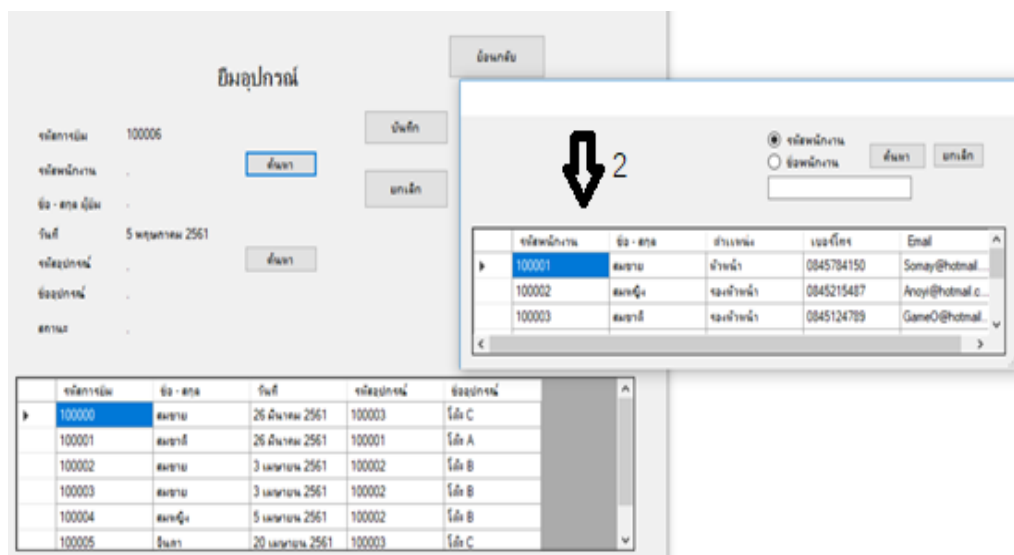 ย้อนกลับ
ยืมอุปกรณ์
บันทึก
รหัสการยืม 100006
ค้นหา
รหัสพนักงาน .
ยกเลิก
ชื่อ - สกุล ผู้ยืม .
วันที่ 5 พฤษภาคม 2561
รหัสอุปกรณ์ . ค้นหา
ชื่ออุปกรณ์ .
สถานะ .
รหัสการยืม ชื่อ - สกุล วันที่ รหัสอุปกรณ์ ชื่ออุปกรณ์
100000 สมชาย 26 มีนาคม 2561 100003 โต๊ะ C
100001 สมชาติ 26 มีนาคม 2561 100001 โต๊ะ A
100002 สมชาย 3 เมษายน 2561 100002 โต๊ะ B
100003 สมชาย 3 เมษายน 2561 100002 โต๊ะ B
100004 สมหญิง 5 เมษายน 2561 100002 โต๊ะ B
100005 จินดา 20 เมษายน 2561 100003 โต๊ะ C
2
รหัสพนักงาน
ชื่อพนักงาน
ค้นหา ยกเลิก
รหัสพนักงาน ชื่อ - สกุล ตำแหน่ง เบอร์โทร Email
100001 สมชาย หัวหน้า 0845784150 Somay@hotmail....
100002 สมหญิง รองหัวหน้า 0845215487 Anoyi@hotmail.c...
100003 สมชาติ รองหัวหน้า 0845124789 GameO@hotmail...